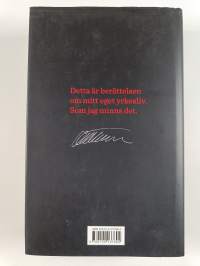 Detta är berättelsen
om mitt eget yrkesliv.
Som jag minns det.